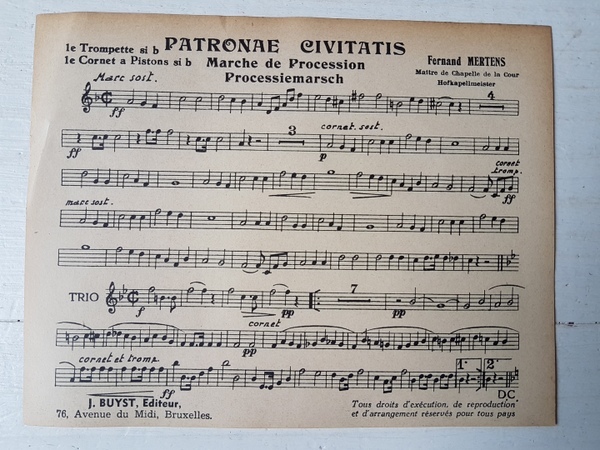 1e Trompette si b PATRONAE CIVITATIS
1e Cornet a Pistons si b Marche de Procession Fernand MERTENS
Processiemarsch Maître de Chapelle de la Cour
Hofkapelmeister
Marc sost.
ff
4
ff
3
cornet. sost.
p
cornet
tromp.
ff
marc sost.
TRIO
f
pp
7
pp
cornet
pp
cornet et tromp.
ff
1.
2.
DC
J. BUYST, Editeur,
76, Avenue du Midi, Bruxelles.
Tous droits d'exécution, de reproduction
et d'arrangement réservés pour tous pays